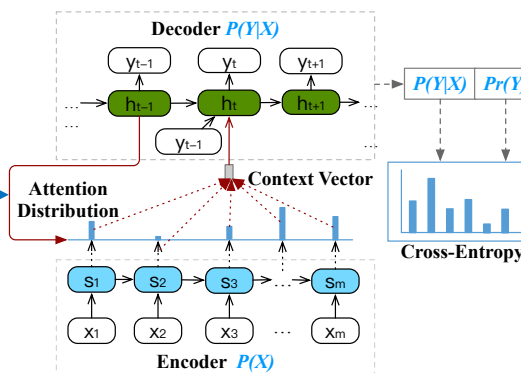 Decoder P(Y|X)
yt−1 yt yt+1
... ht−1 ht ht+1 ...
... yt−1
P(Y|X) Pr(Y)
Attention Distribution
Context Vector
Cross-Entropy
s1 s2 s3 ... sm
x1 x2 x3 ... xm
Encoder P(X)